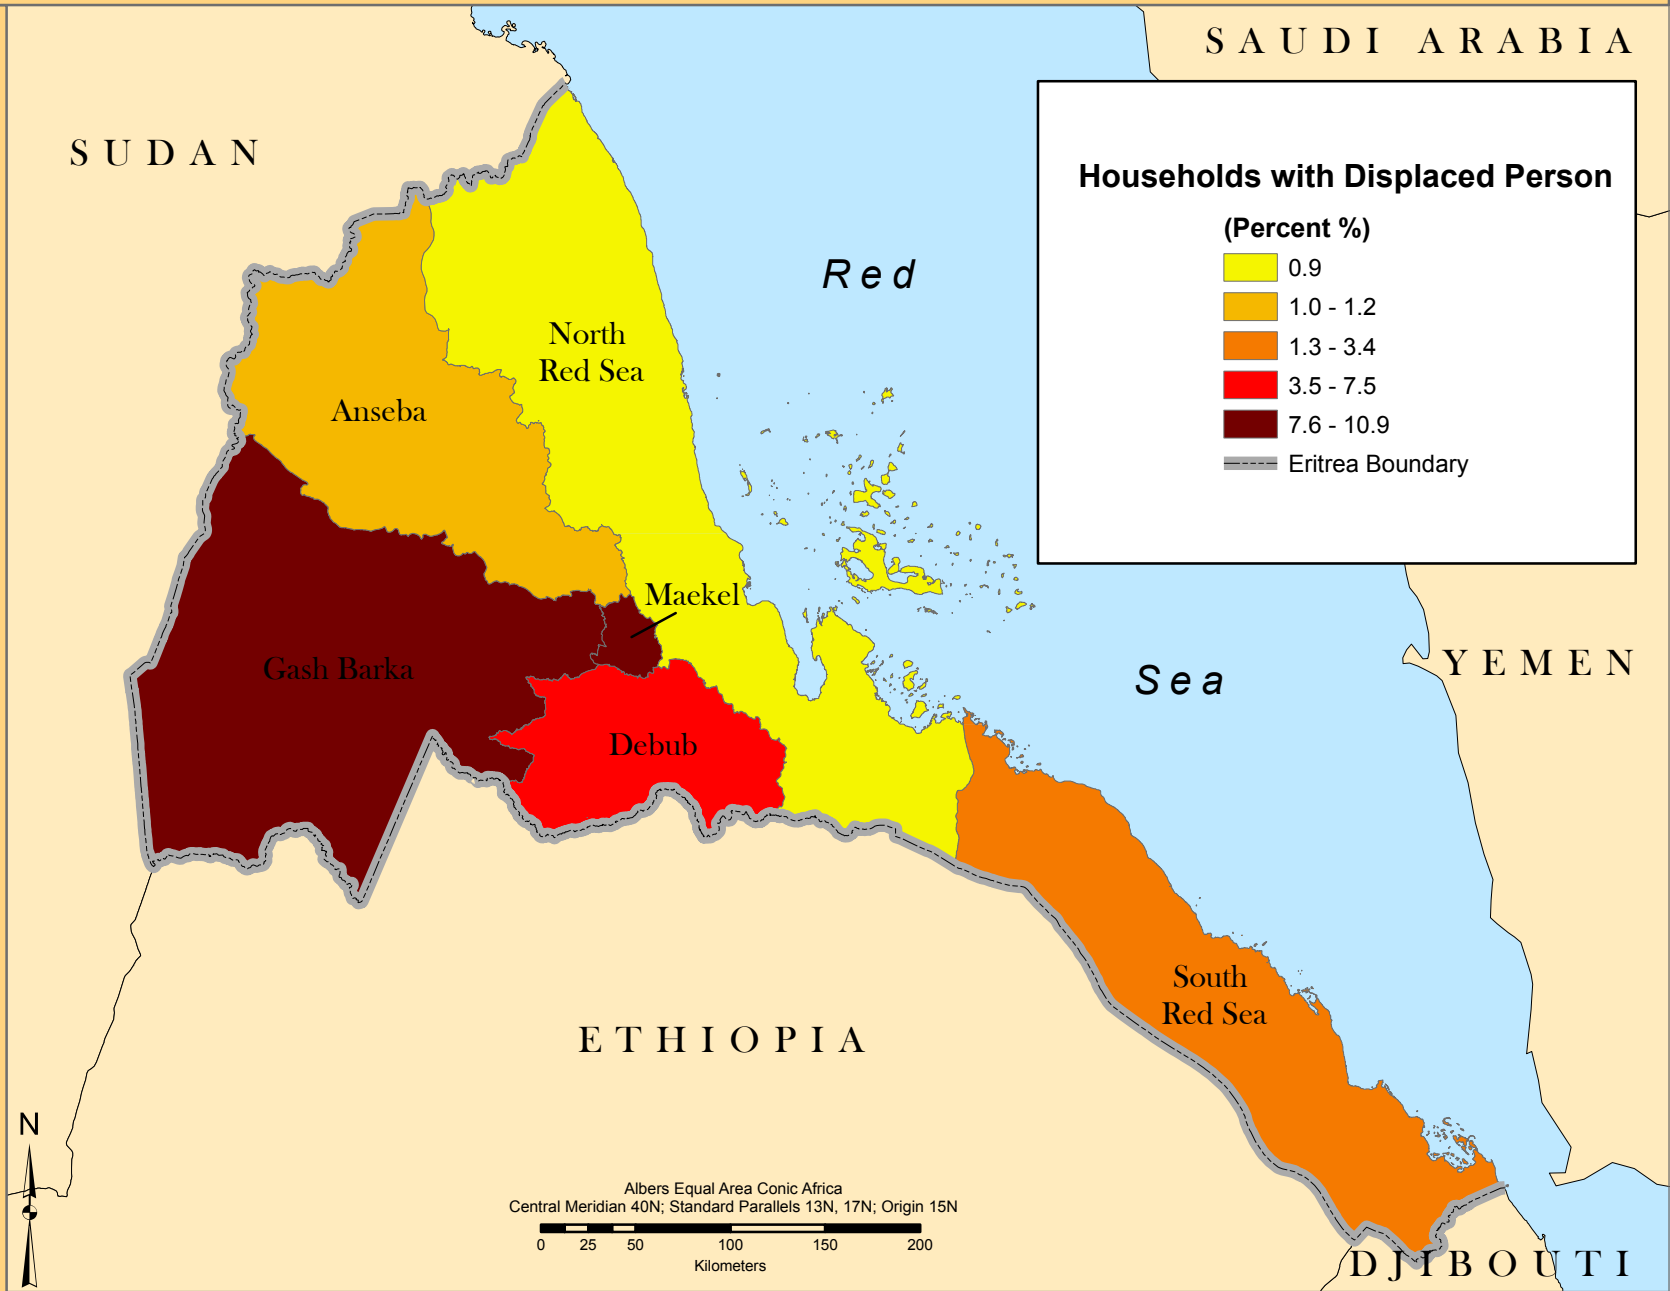 SAUDI ARABIA
SUDAN
Households with Displaced Person
(Percent %)
0.9
1.0 - 1.2
1.3 - 3.4
3.5 - 7.5
7.6 - 10.9
Eritrea Boundary
Red
North
Red Sea
Anseba
Maekel
Gash Barka
Sea
YEMEN
Debub
South
Red Sea
ETHIOPIA
N
Albers Equal Area Conic Africa
Central Meridian 40N; Standard Parallels 13N, 17N; Origin 15N
0 25 50 100 150 200
Kilometers
DJIBOUTI